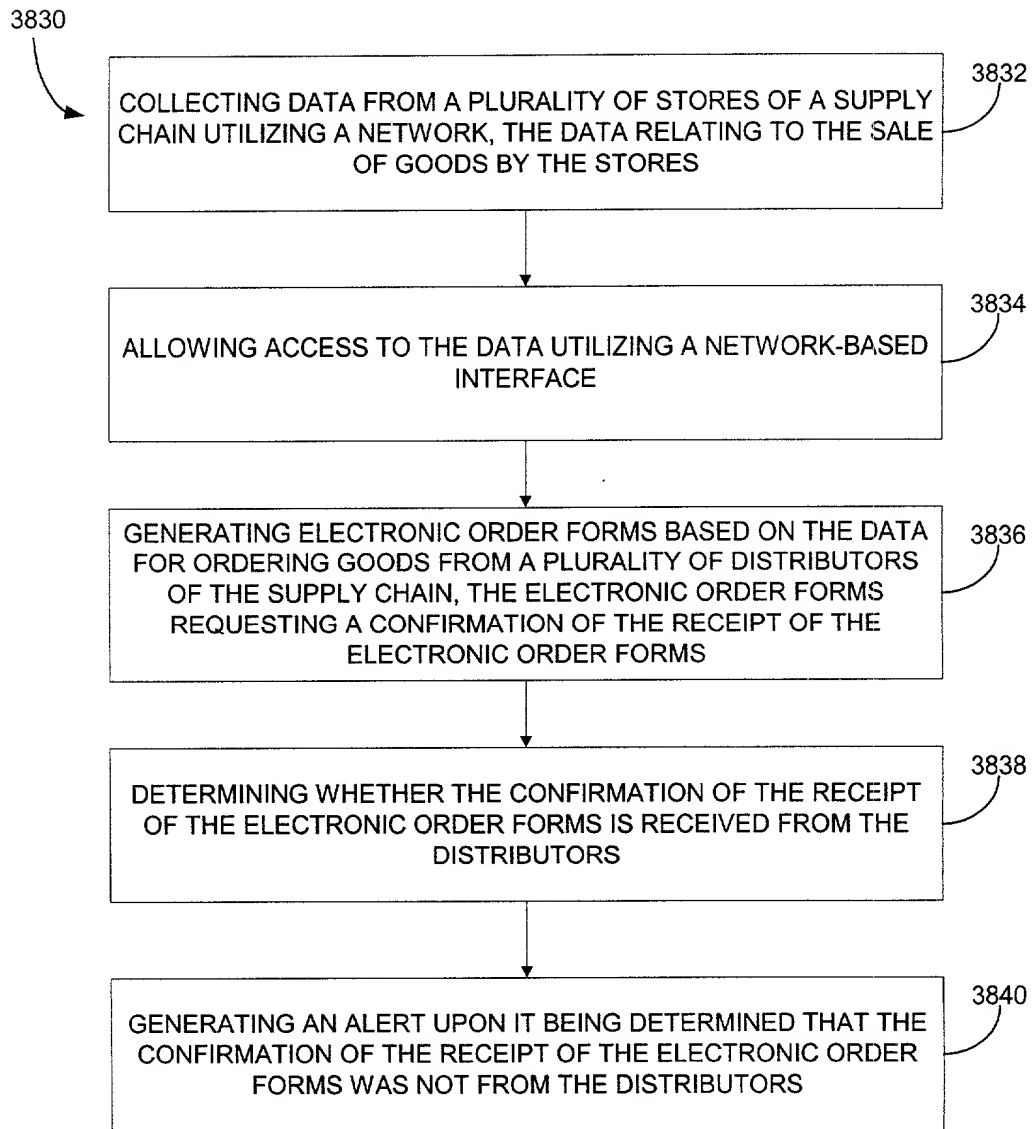 3830
3832
COLLECTING DATA FROM A PLURALITY OF STORES OF A SUPPLY
CHAIN UTILIZING A NETWORK, THE DATA RELATING TO THE SALE
OF GOODS BY THE STORES
3834
ALLOWING ACCESS TO THE DATA UTILIZING A NETWORK-BASED
INTERFACE
3836
GENERATING ELECTRONIC ORDER FORMS BASED ON THE DATA
FOR ORDERING GOODS FROM A PLURALITY OF DISTRIBUTORS
OF THE SUPPLY CHAIN, THE ELECTRONIC ORDER FORMS
REQUESTING A CONFIRMATION OF THE RECEIPT OF THE
ELECTRONIC ORDER FORMS
3838
DETERMINING WHETHER THE CONFIRMATION OF THE RECEIPT
OF THE ELECTRONIC ORDER FORMS IS RECEIVED FROM THE
DISTRIBUTORS
3840
GENERATING AN ALERT UPON IT BEING DETERMINED THAT THE
CONFIRMATION OF THE RECEIPT OF THE ELECTRONIC ORDER
FORMS WAS NOT FROM THE DISTRIBUTORS